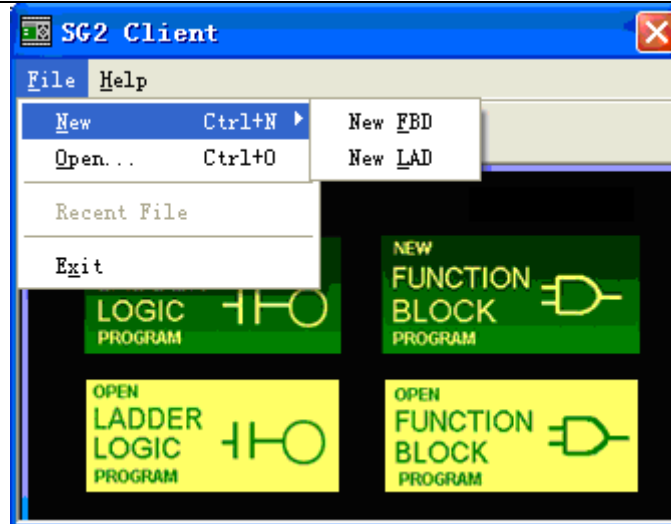 SG2 Client
File Help
New Ctrl+N New FBD
Open... Ctrl+O New LAD
Recent File
Exit
LOGIC
PROGRAM
NEW
FUNCTION
BLOCK
PROGRAM
OPEN
LADDER
LOGIC
PROGRAM
OPEN
FUNCTION
BLOCK
PROGRAM